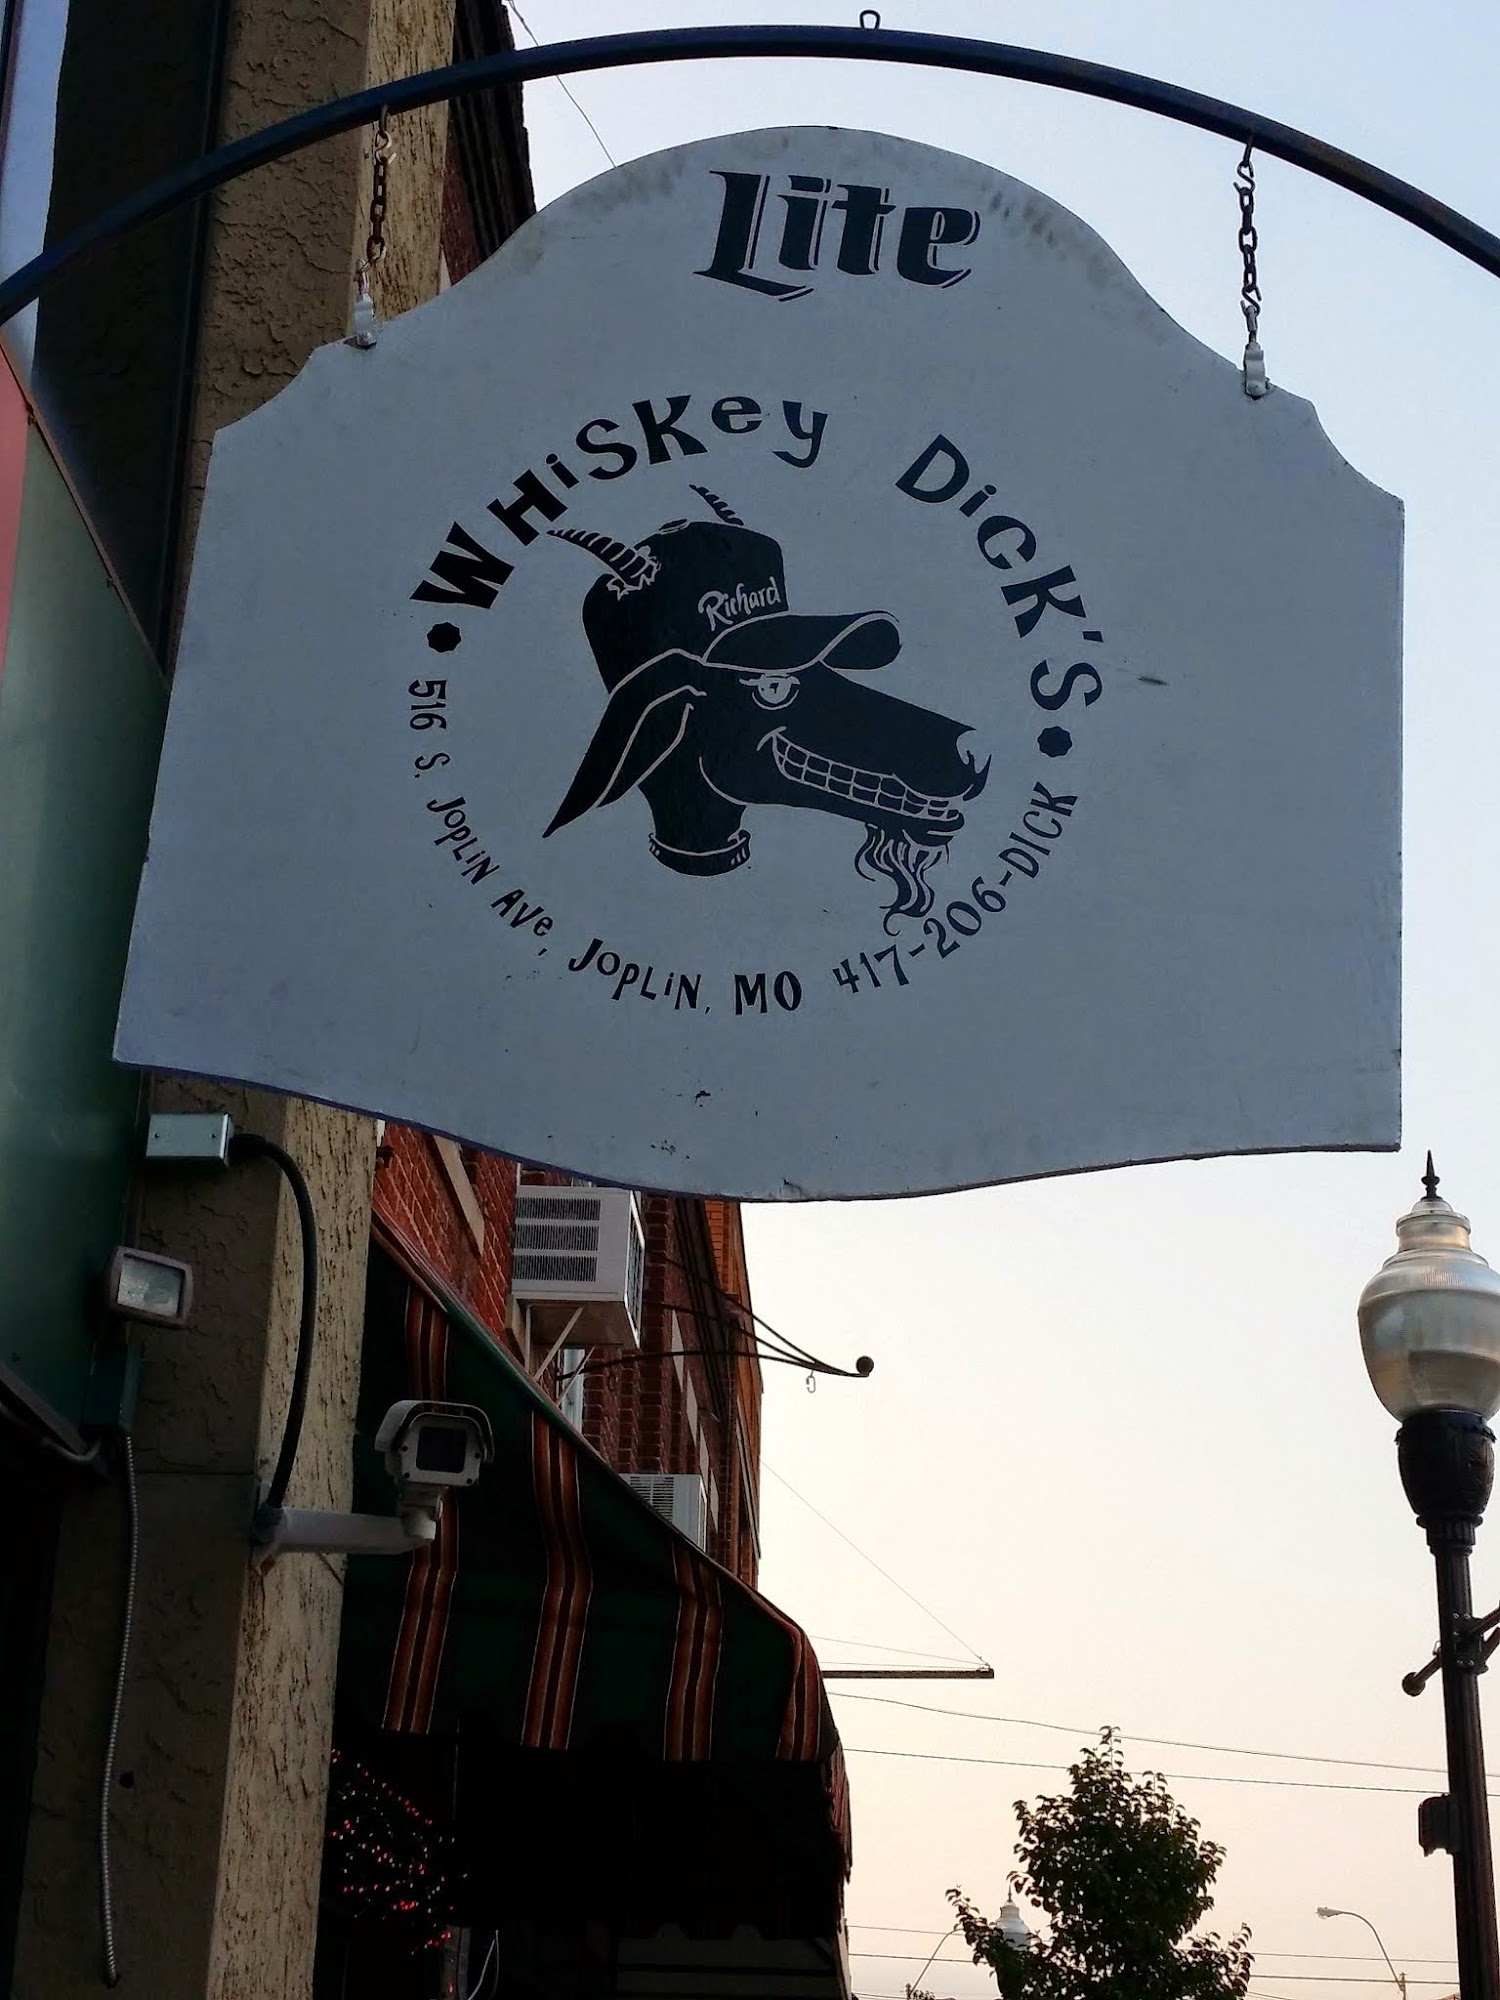 Lite
WHiSKey DiCK'S
Richard
516 S. JOPLiN AVe, JOPLiN, MO 417-206-DICK